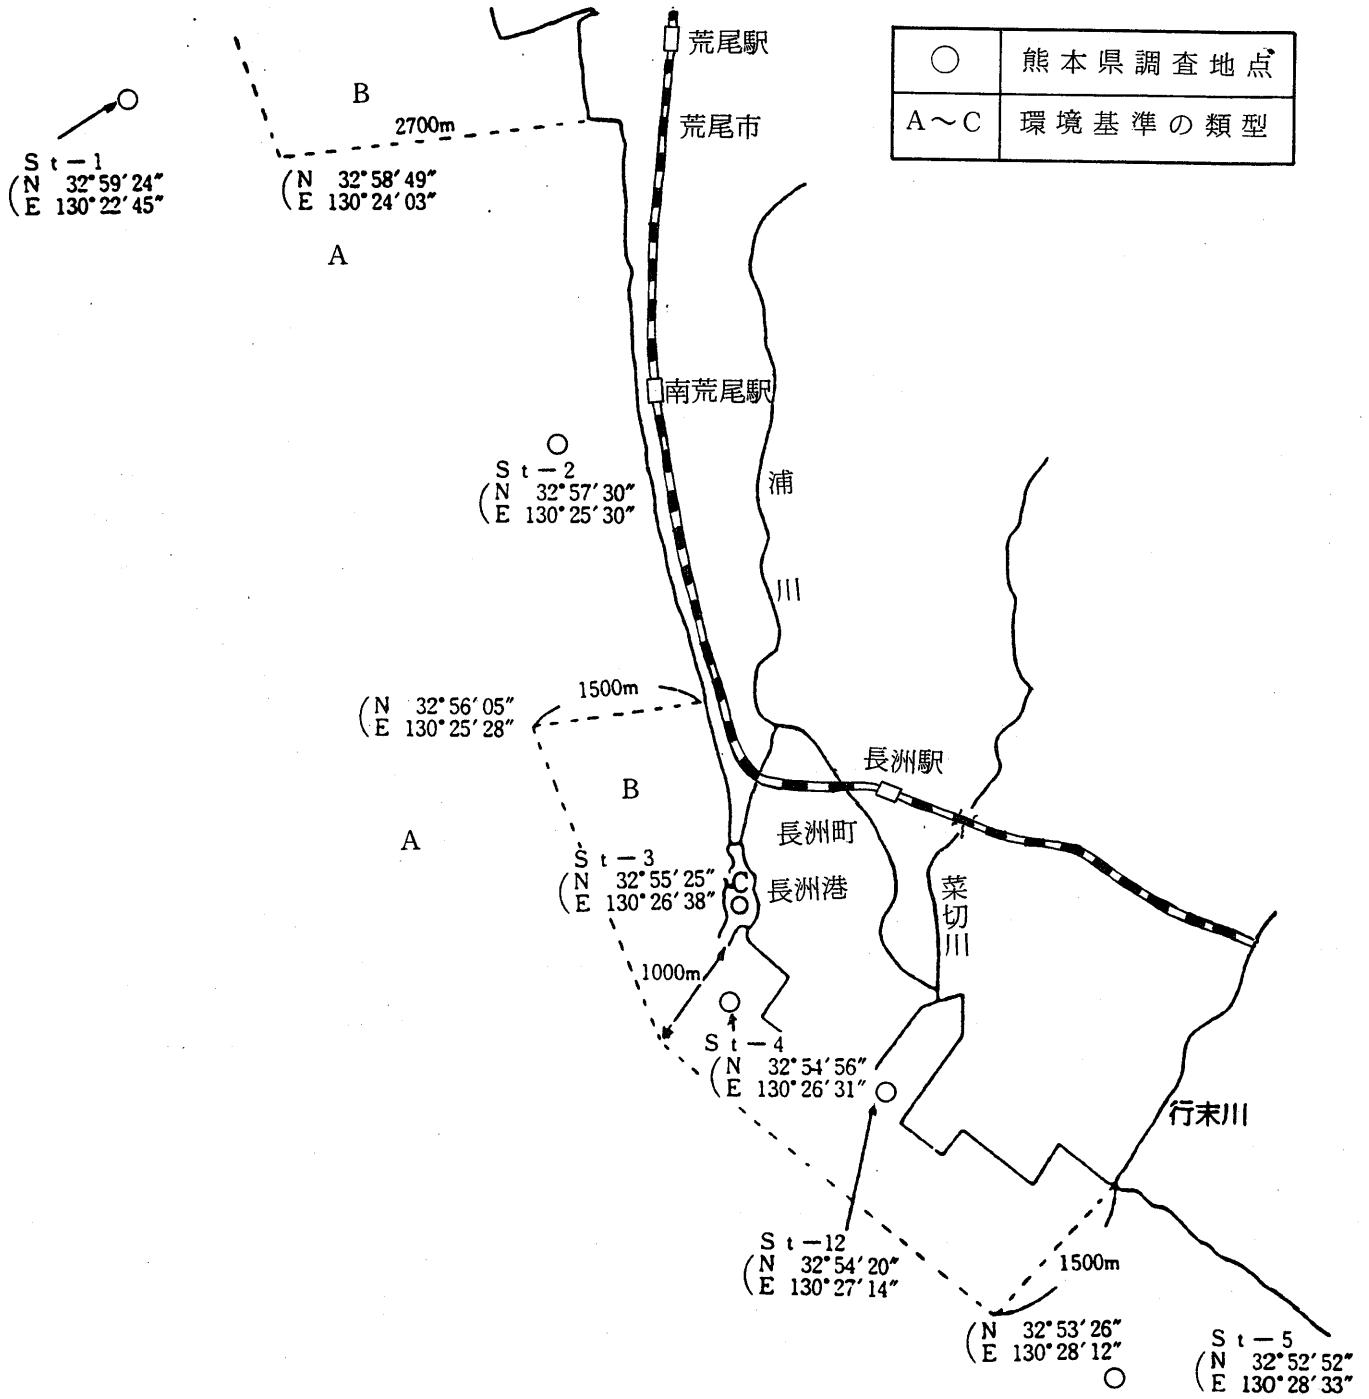 荒尾駅
○ 熊本県調査地点
A～C 環境基準の類型
B
2700m
荒尾市
St－1
(N 32°59′24″
E 130°22′45″
(N 32°58′49″
E 130°24′03″
A
南荒尾駅
St－2
(N 32°57′30″
E 130°25′30″
浦川
1500m
(N 32°56′05″
E 130°25′28″
長洲駅
B
A
長洲町
St－3
(N 32°55′25″
E 130°26′38″
C
長洲港
菜切川
1000m
St－4
(N 32°54′56″
E 130°26′31″
行末川
St－12
(N 32°54′20″
E 130°27′14″
1500m
(N 32°53′26″
E 130°28′12″
St－5
(N 32°52′52″
E 130°28′33″